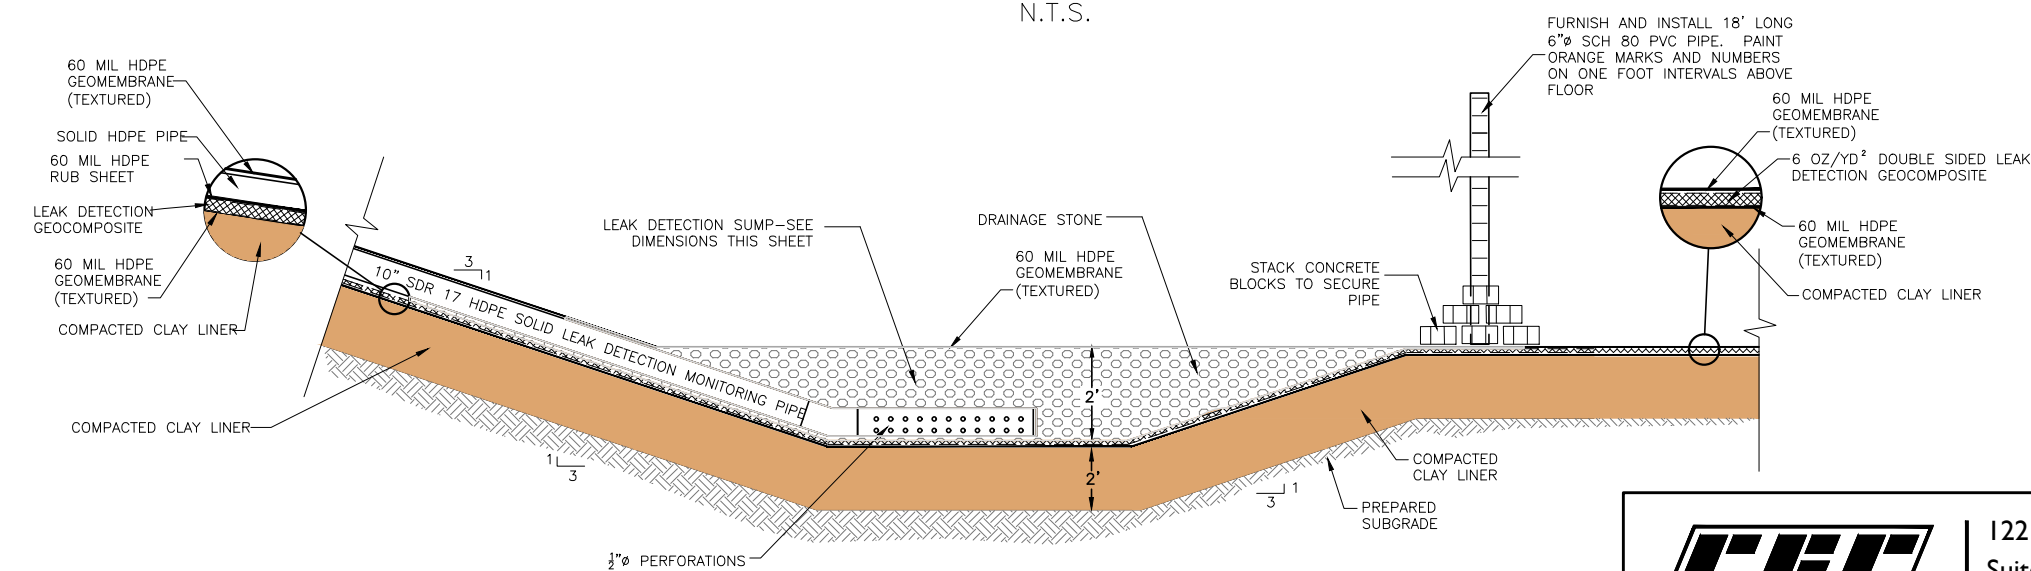 N.T.S.
60 MIL HDPE
GEOMEMBRANE
(TEXTURED)
SOLID HDPE PIPE
60 MIL HDPE
RUB SHEET
LEAK DETECTION
GEOCOMPOSITE
60 MIL HDPE
GEOMEMBRANE
(TEXTURED)
COMPACTED CLAY LINER
COMPACTED CLAY LINER
3
1
10" SDR 17 HDPE SOLID LEAK DETECTION MONITORING PIPE
1
3
½"ø PERFORATIONS
LEAK DETECTION SUMP-SEE
DIMENSIONS THIS SHEET
DRAINAGE STONE
60 MIL HDPE
GEOMEMBRANE
(TEXTURED)
2'
2'
STACK CONCRETE
BLOCKS TO SECURE
PIPE
FURNISH AND INSTALL 18' LONG
6"ø SCH 80 PVC PIPE. PAINT
ORANGE MARKS AND NUMBERS
ON ONE FOOT INTERVALS ABOVE
FLOOR
60 MIL HDPE
GEOMEMBRANE
(TEXTURED)
6 OZ/YD² DOUBLE SIDED LEAK
DETECTION GEOCOMPOSITE
60 MIL HDPE
GEOMEMBRANE
(TEXTURED)
COMPACTED CLAY LINER
COMPACTED
CLAY LINER
1
3
PREPARED
SUBGRADE
122